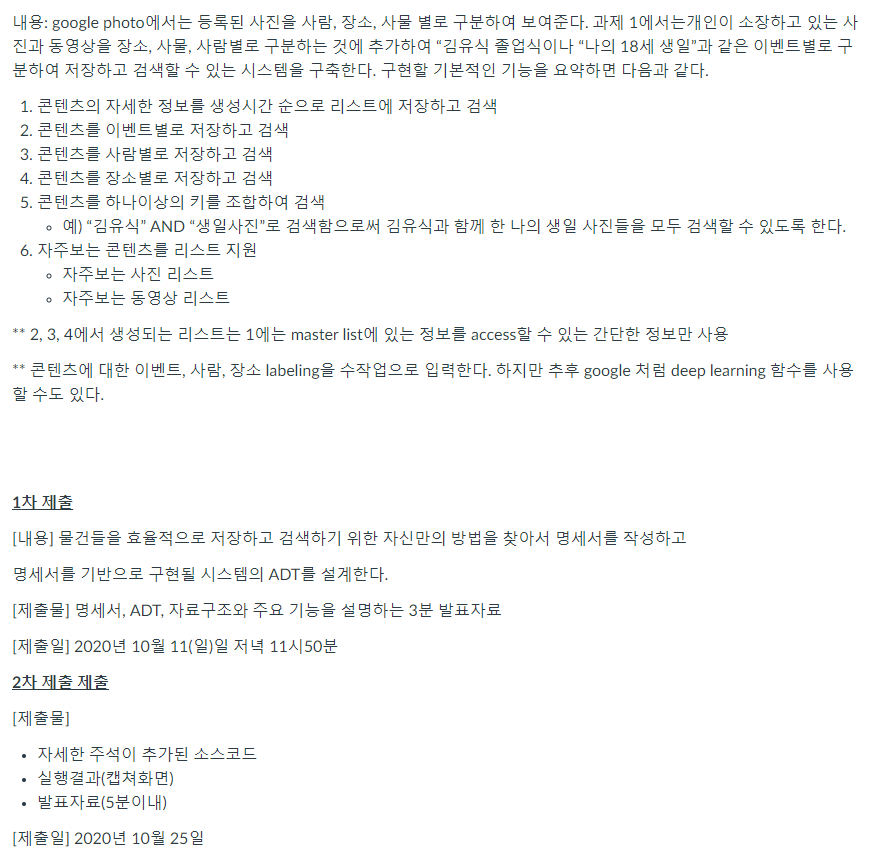 내용: google photo에서는 등록된 사진을 사람, 장소, 사물 별로 구분하여 보여준다. 과제 1에서는개인이 소장하고 있는 사
진과 동영상을 장소, 사물, 사람별로 구분하는 것에 추가하여 “김유식 졸업식이나 “나의 18세 생일”과 같은 이벤트별로 구
분하여 저장하고 검색할 수 있는 시스템을 구축한다. 구현할 기본적인 기능을 요약하면 다음과 같다.
1. 콘텐츠의 자세한 정보를 생성시간 순으로 리스트에 저장하고 검색
2. 콘텐츠를 이벤트별로 저장하고 검색
3. 콘텐츠를 사람별로 저장하고 검색
4. 콘텐츠를 장소별로 저장하고 검색
5. 콘텐츠를 하나이상의 키를 조합하여 검색
◦ 예) “김유식” AND “생일사진”로 검색함으로써 김유식과 함께 한 나의 생일 사진들을 모두 검색할 수 있도록 한다.
6. 자주보는 콘텐츠를 리스트 지원
◦ 자주보는 사진 리스트
◦ 자주보는 동영상 리스트
** 2, 3, 4에서 생성되는 리스트는 1에는 master list에 있는 정보를 access할 수 있는 간단한 정보만 사용
** 콘텐츠에 대한 이벤트, 사람, 장소 labeling을 수작업으로 입력한다. 하지만 추후 google 처럼 deep learning 함수를 사용
할 수도 있다.
1차 제출
[내용] 물건들을 효율적으로 저장하고 검색하기 위한 자신만의 방법을 찾아서 명세서를 작성하고
명세서를 기반으로 구현될 시스템의 ADT를 설계한다.
[제출물] 명세서, ADT, 자료구조와 주요 기능을 설명하는 3분 발표자료
[제출일] 2020년 10월 11(일)일 저녁 11시50분
2차 제출 제출
[제출물]
• 자세한 주석이 추가된 소스코드
• 실행결과(캡쳐화면)
• 발표자료(5분이내)
[제출일] 2020년 10월 25일